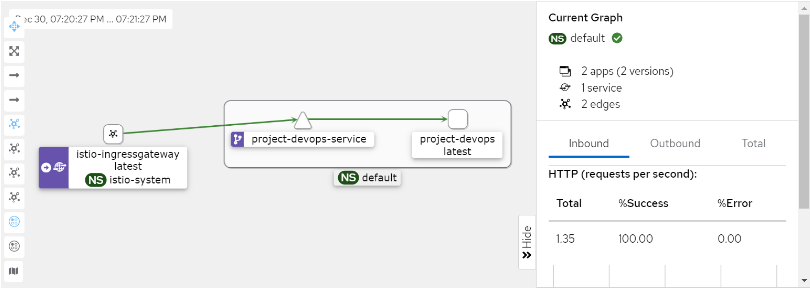 ec 30, 07:20:27 PM ... 07:21:27 PM
istio-ingressgateway
latest
NS istio-system
project-devops-service
project-devops
latest
NS default
Hide
Current Graph
NS default
2 apps (2 versions)
1 service
2 edges
Inbound Outbound Total
HTTP (requests per second):
Total %Success %Error
1.35 100.00 0.00